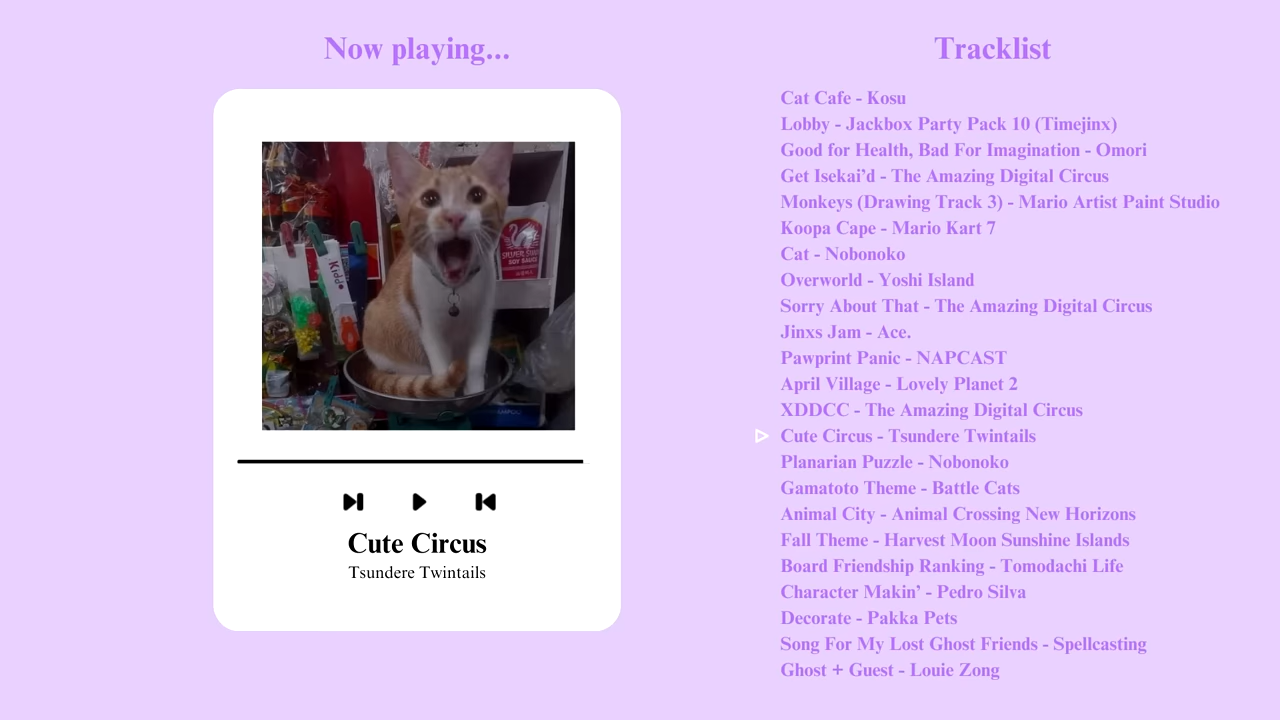 Now playing...
Kidd
SILVER SWAN
SOY SAUCE
Cute Circus
Tsundere Twintails
Tracklist
Cat Cafe - Kosu
Lobby - Jackbox Party Pack 10 (Timejinx)
Good for Health, Bad For Imagination - Omori
Get Isekai’d - The Amazing Digital Circus
Monkeys (Drawing Track 3) - Mario Artist Paint Studio
Koopa Cape - Mario Kart 7
Cat - Nobonoko
Overworld - Yoshi Island
Sorry About That - The Amazing Digital Circus
Jinxs Jam - Ace.
Pawprint Panic - NAPCAST
April Village - Lovely Planet 2
XDDCC - The Amazing Digital Circus
Cute Circus - Tsundere Twintails
Planarian Puzzle - Nobonoko
Gamatoto Theme - Battle Cats
Animal City - Animal Crossing New Horizons
Fall Theme - Harvest Moon Sunshine Islands
Board Friendship Ranking - Tomodachi Life
Character Makin’ - Pedro Silva
Decorate - Pakka Pets
Song For My Lost Ghost Friends - Spellcasting
Ghost + Guest - Louie Zong